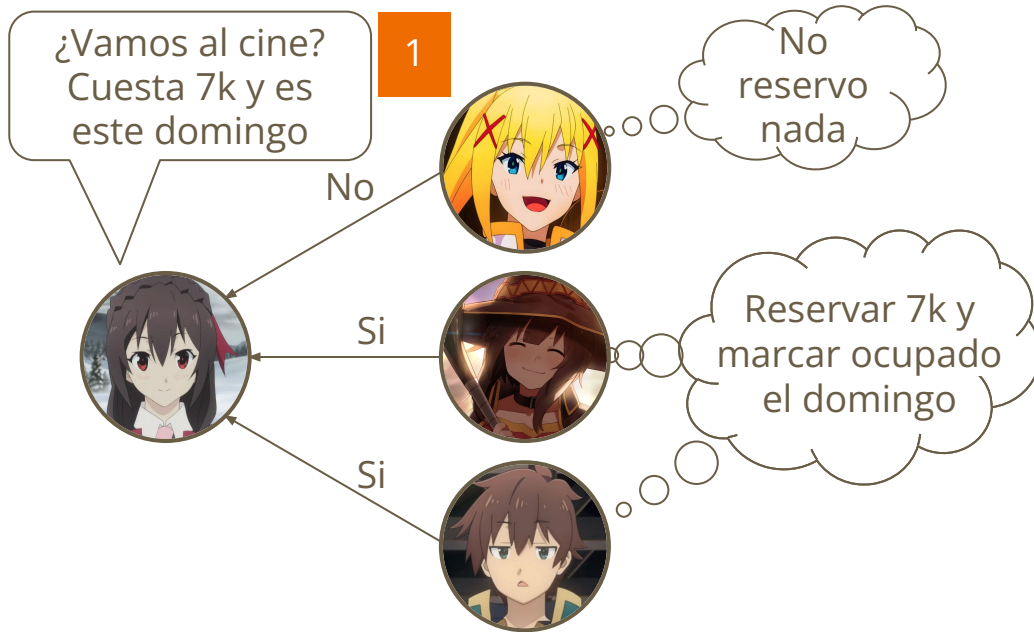 ¿Vamos al cine?
Cuesta 7k y es
este domingo
1
No
reservo
nada
No
Si
Reservar 7k y
marcar ocupado
el domingo
Si